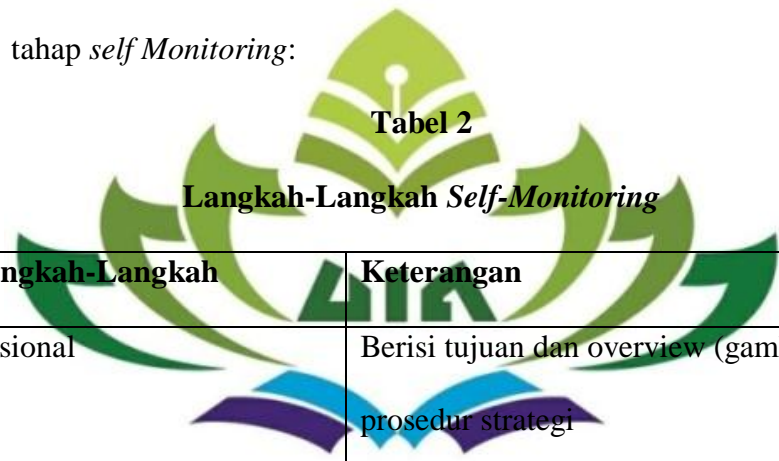 tahap self Monitoring:
Tabel 2
Langkah-Langkah Self-Monitoring
ngkah-Langkah Keterangan
sional Berisi tujuan dan overview (gam
prosedur strategi